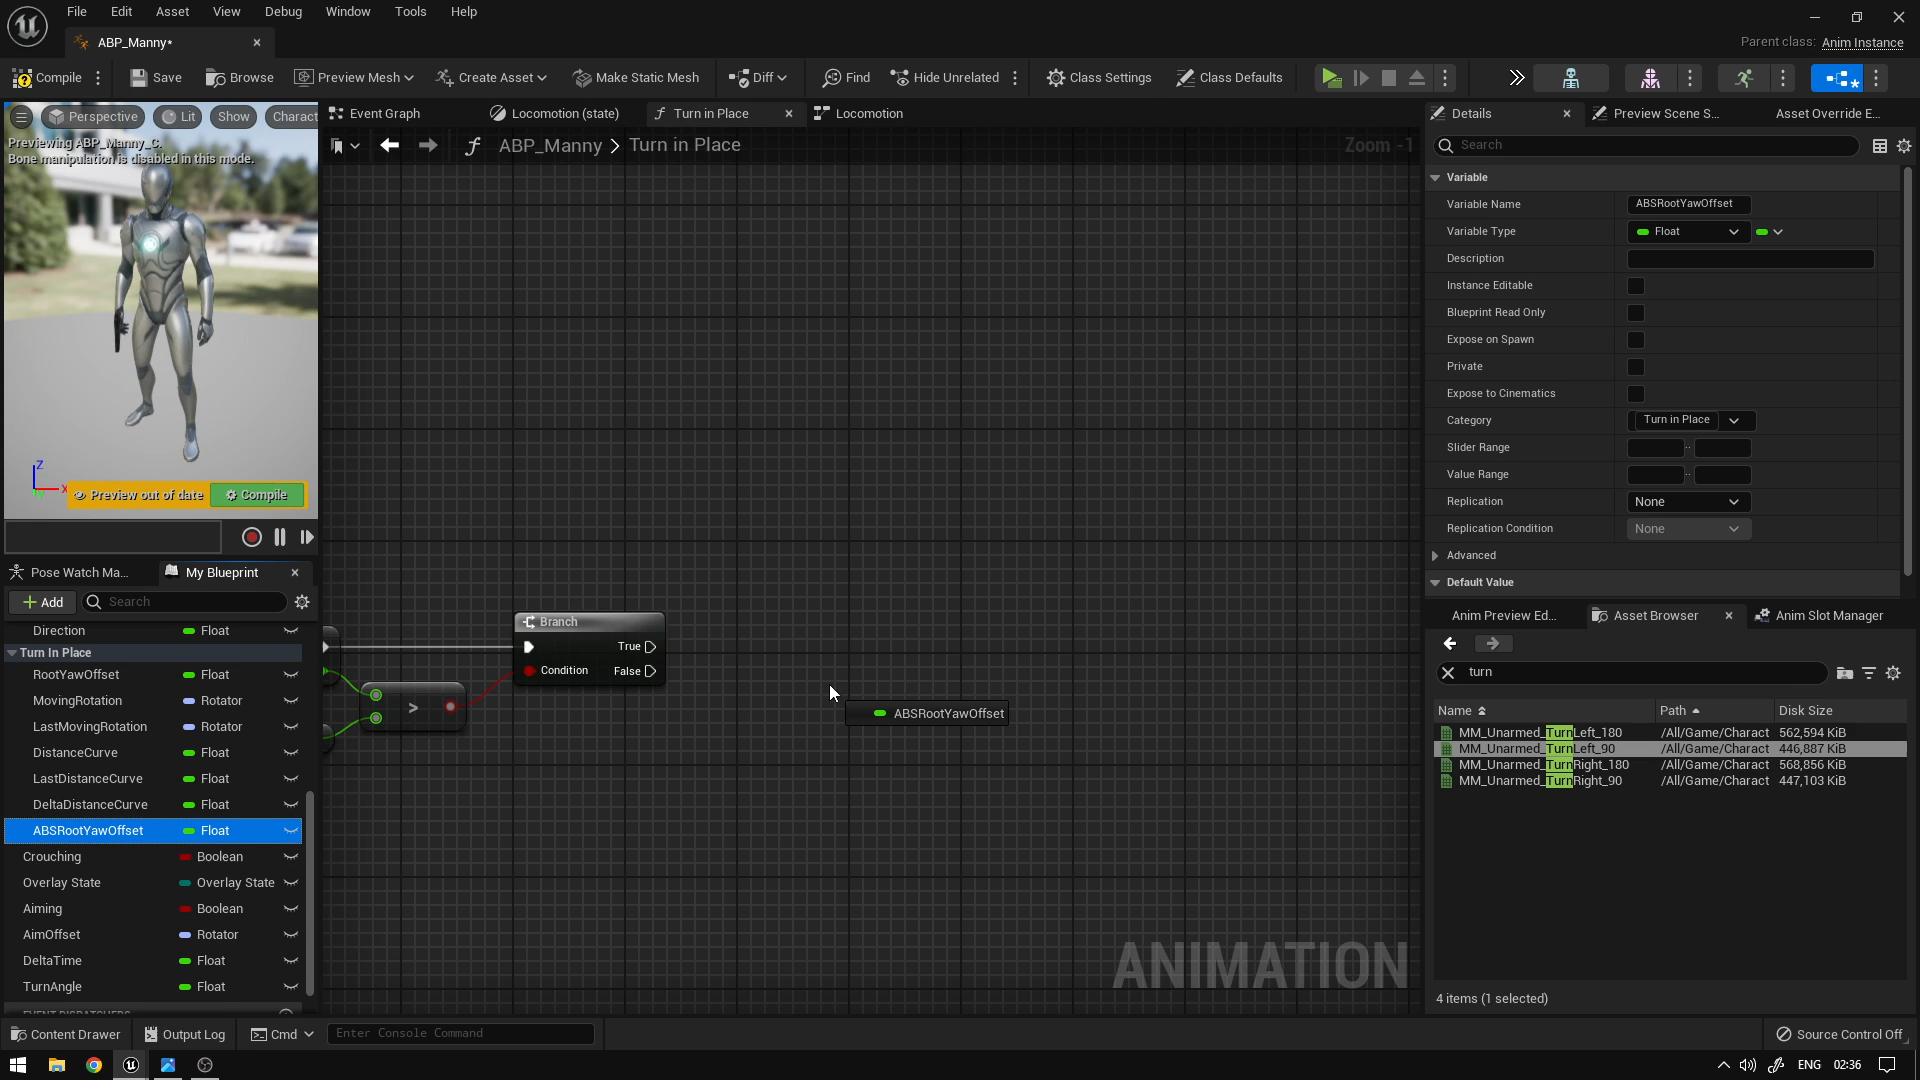 File Edit Asset View Debug Window Tools Help
ABP_Manny*
Parent class: Anim Instance
Compile Save Browse Preview Mesh Create Asset Make Static Mesh Diff Find Hide Unrelated Class Settings Class Defaults
Perspective Lit Show Charact
Previewing ABP_Manny_C.
Bone manipulation is disabled in this mode.
Z
X
Preview out of date Compile
Event Graph Locomotion (state) Turn in Place Locomotion
ABP_Manny > Turn in Place
Zoom -1
Branch
True
Condition False
>
ABSRootYawOffset
ANIMATION
Pose Watch Ma... My Blueprint
Add Search
Direction Float
Turn In Place
RootYawOffset Float
MovingRotation Rotator
LastMovingRotation Rotator
DistanceCurve Float
LastDistanceCurve Float
DeltaDistanceCurve Float
ABSRootYawOffset Float
Crouching Boolean
Overlay State Overlay State
Aiming Boolean
AimOffset Rotator
DeltaTime Float
TurnAngle Float
EVENT DISPATCHERS
Details Preview Scene S... Asset Override E...
Search
Variable
Variable Name ABSRootYawOffset
Variable Type Float
Description
Instance Editable
Blueprint Read Only
Expose on Spawn
Private
Expose to Cinematics
Category Turn in Place
Slider Range
Value Range
Replication None
Replication Condition None
Advanced
Default Value
Anim Preview Ed... Asset Browser Anim Slot Manager
turn
Name Path Disk Size
MM_Unarmed_TurnLeft_180 /All/Game/Charact 562,594 KiB
MM_Unarmed_TurnLeft_90 /All/Game/Charact 446,887 KiB
MM_Unarmed_TurnRight_180 /All/Game/Charact 568,856 KiB
MM_Unarmed_TurnRight_90 /All/Game/Charact 447,103 KiB
4 items (1 selected)
Content Drawer Output Log Cmd Enter Console Command Source Control Off
ENG 02:36